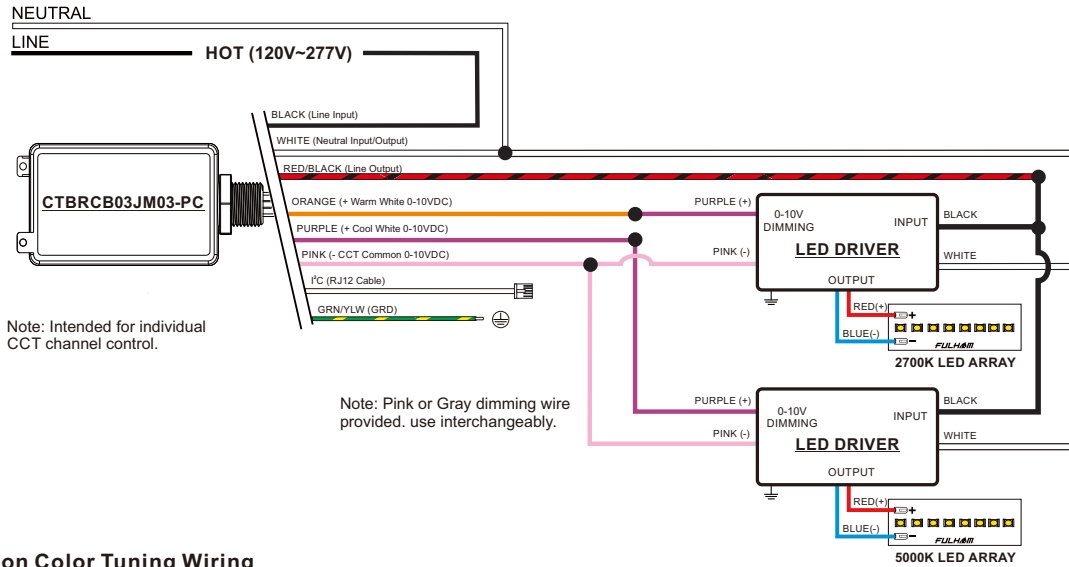 NEUTRAL
LINE
HOT (120V~277V)
BLACK (Line Input)
WHITE (Neutral Input/Output)
RED/BLACK (Line Output)
CTBRCB03JM03-PC
ORANGE (+ Warm White 0-10VDC)
PURPLE (+ Cool White 0-10VDC)
PINK (- CCT Common 0-10VDC)
I²C (RJ12 Cable)
GRN/YLW (GRD)
Note: Intended for individual
CCT channel control.
PURPLE (+)
PINK (-)
0-10V
DIMMING
INPUT
LED DRIVER
OUTPUT
BLACK
WHITE
RED(+)
BLUE(-)
+
-
FULHAM
2700K LED ARRAY
Note: Pink or Gray dimming wire
provided. use interchangeably.
PURPLE (+)
PINK (-)
0-10V
DIMMING
INPUT
LED DRIVER
OUTPUT
BLACK
WHITE
RED(+)
BLUE(-)
+
-
FULHAM
5000K LED ARRAY
on Color Tuning Wiring